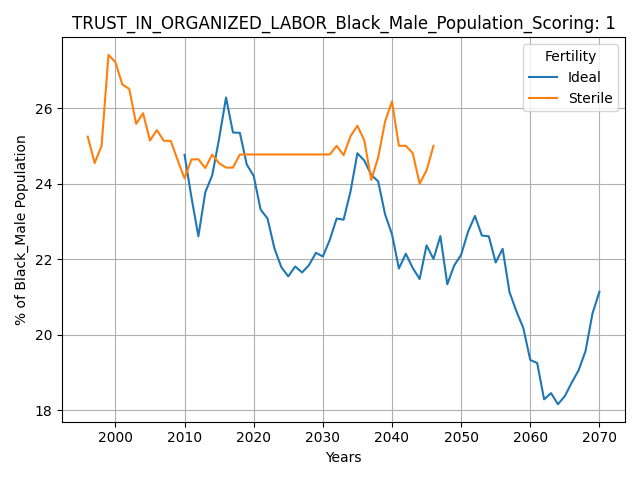 TRUST_IN_ORGANIZED_LABOR_Black_Male_Population_Scoring: 1
Fertility
Ideal
Sterile
% of Black_Male Population
26
24
22
20
18
2000 2010 2020 2030 2040 2050 2060 2070
Years